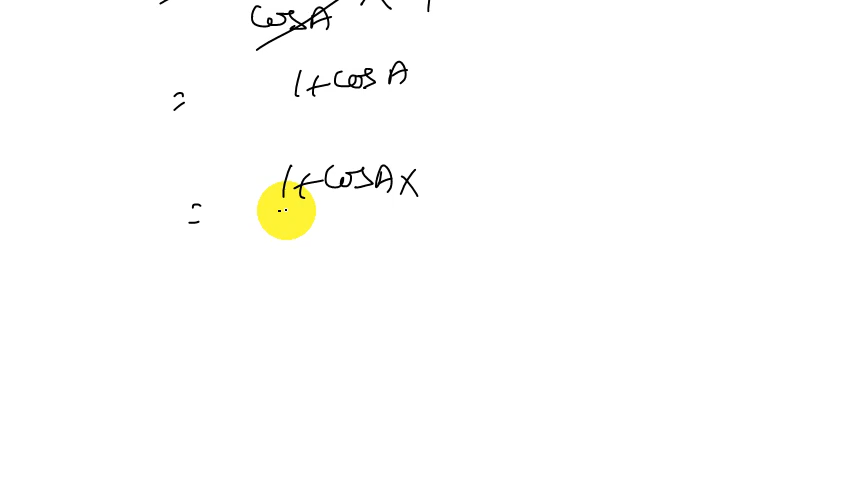 cosA
= 1+cosA
= 1+cosA×